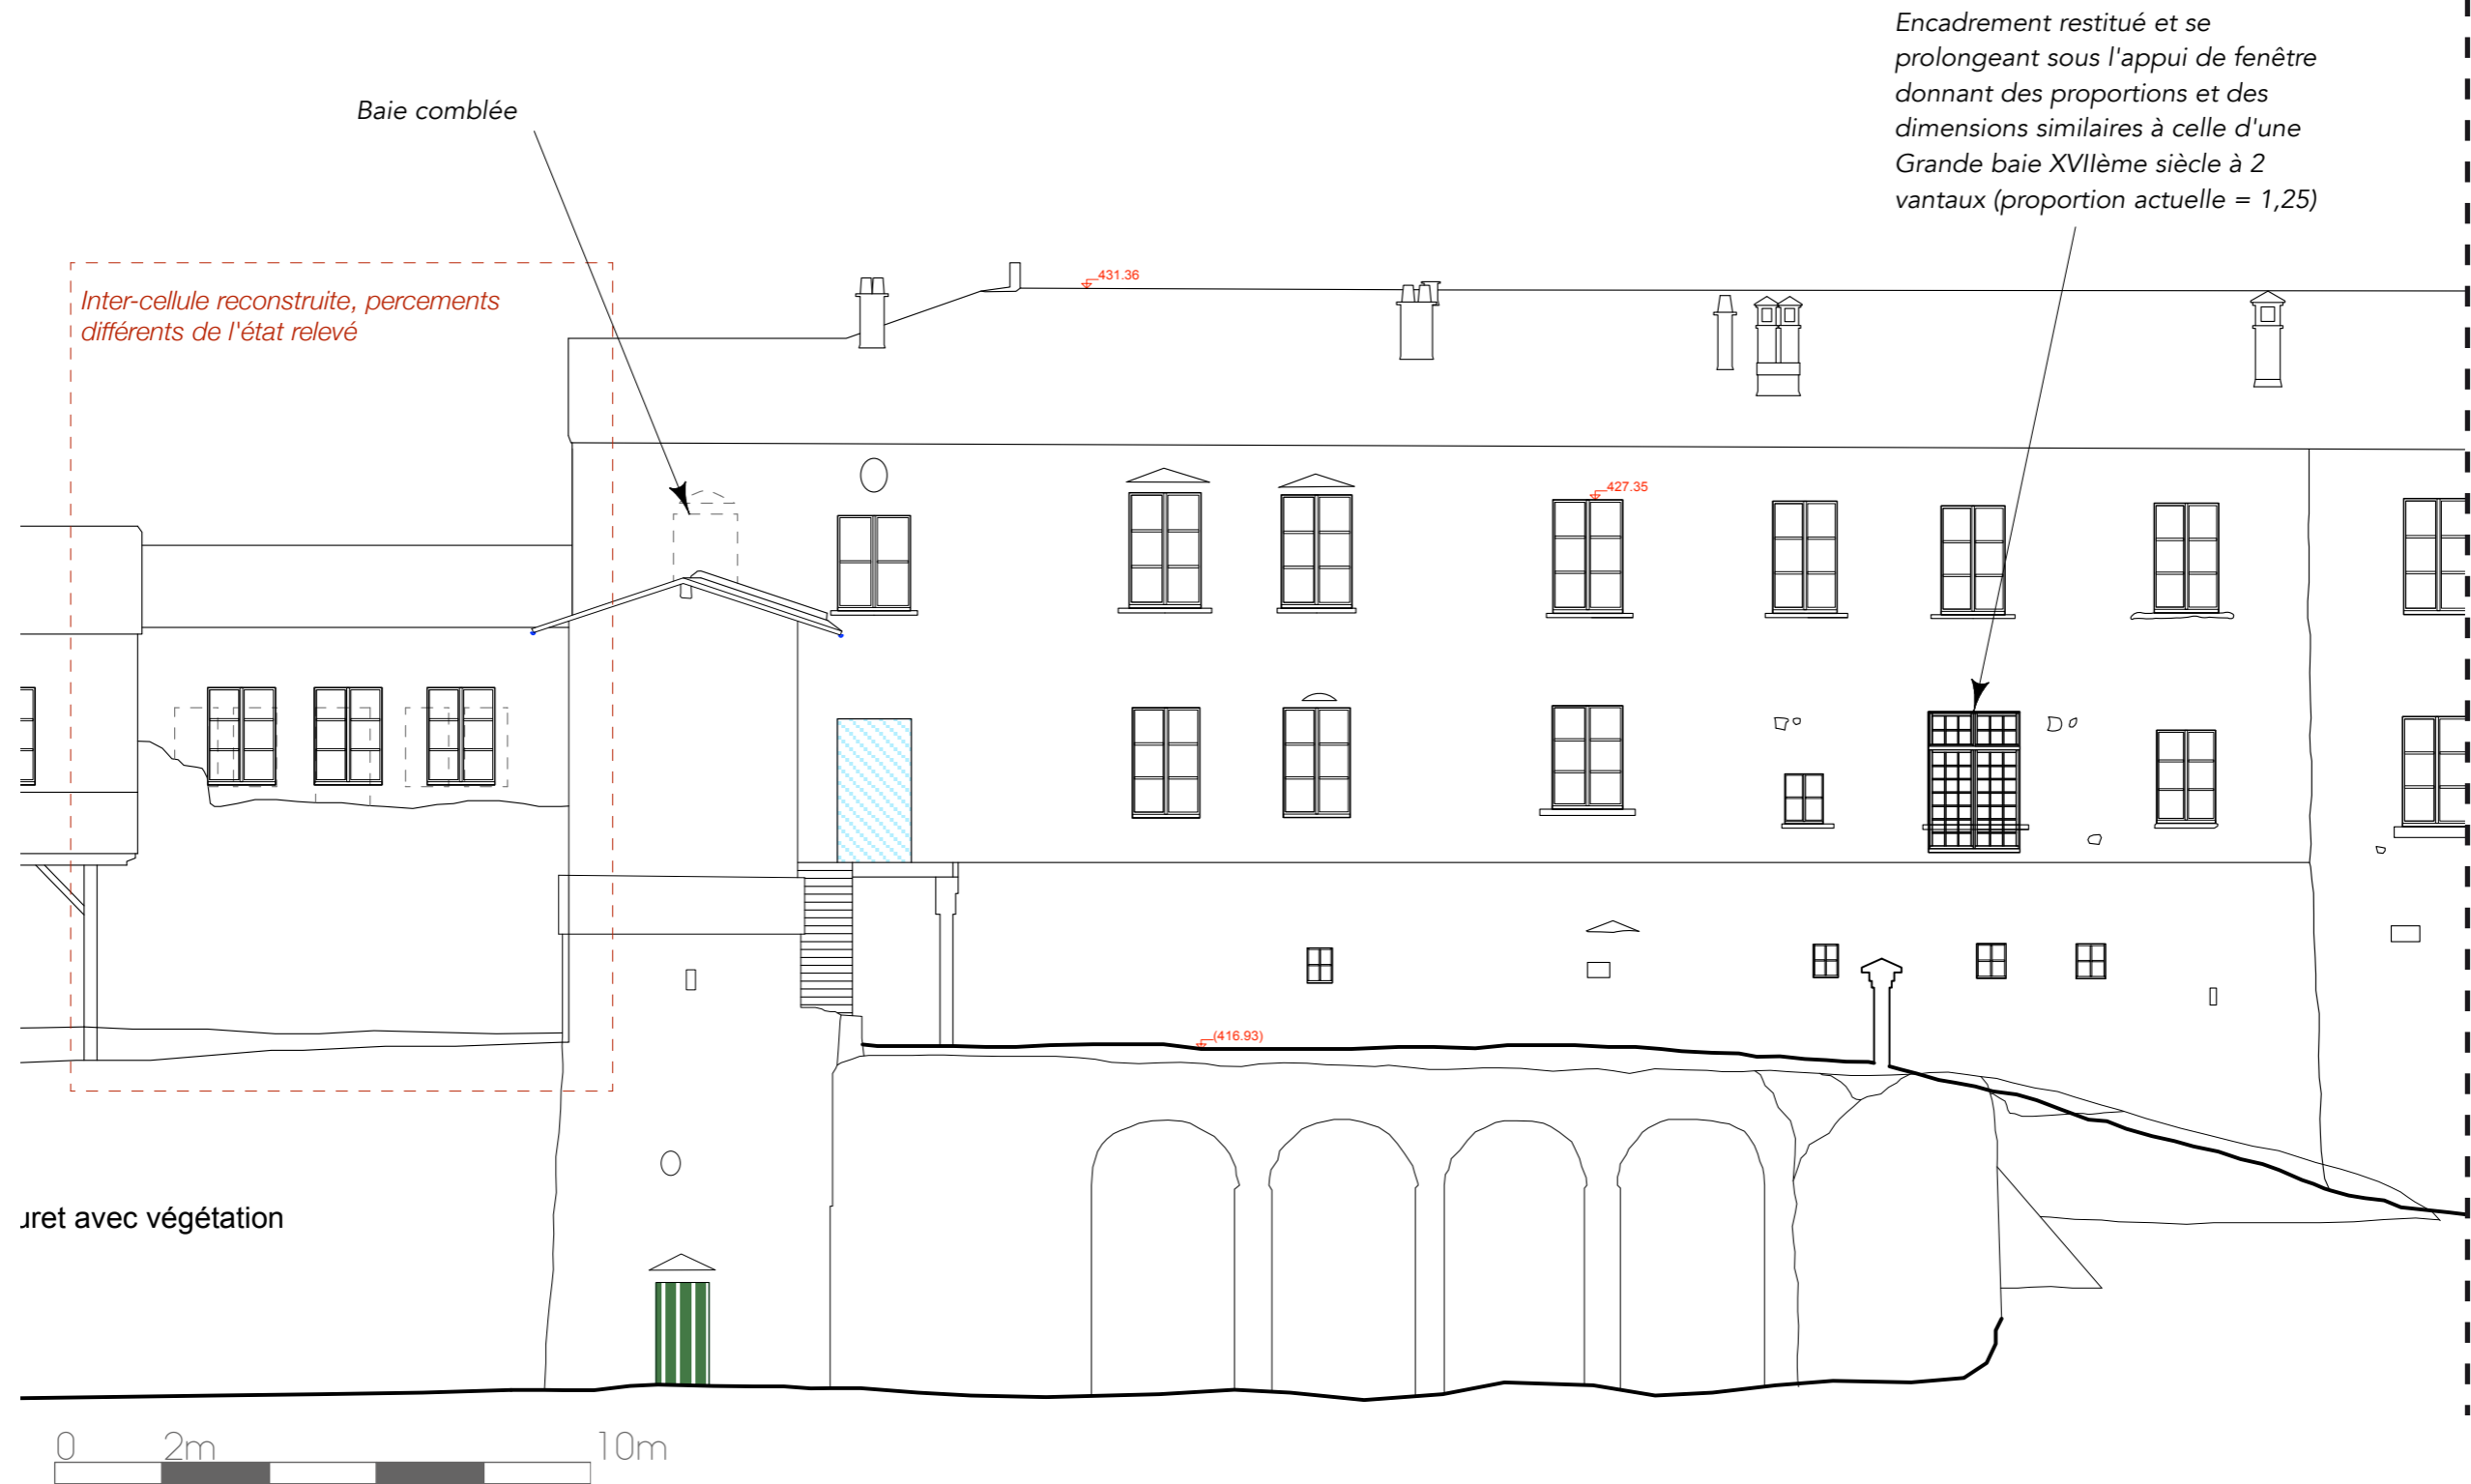 Encadrement restitué et se
prolongeant sous l'appui de fenêtre
donnant des proportions et des
dimensions similaires à celle d'une
Grande baie XVIIème siècle à 2
vantaux (proportion actuelle = 1,25)
Baie comblée
Inter-cellule reconstruite, percements
différents de l'état relevé
431.36
427.35
(416.93)
avec végétation
0 2m 10m